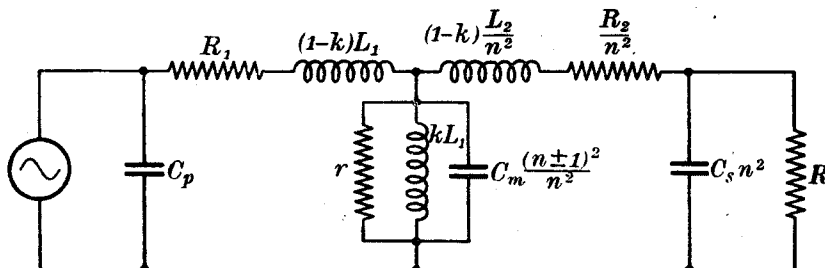 R₁
(1-k)L₁
(1-k) L₂/n²
R₂/n²
r
kL₁
C_p
C_m (n±1)²/n²
C_s n²
R